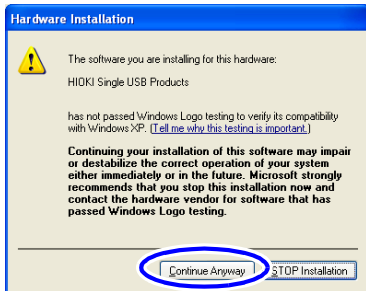 Hardware Installation
The software you are installing for this hardware:
HIOKI Single USB Products
has not passed Windows Logo testing to verify its compatibility
with Windows XP. (Tell me why this testing is important.)
Continuing your installation of this software may impair
or destabilize the correct operation of your system
either immediately or in the future. Microsoft strongly
recommends that you stop this installation now and
contact the hardware vendor for software that has
passed Windows Logo testing.
Continue Anyway
STOP Installation